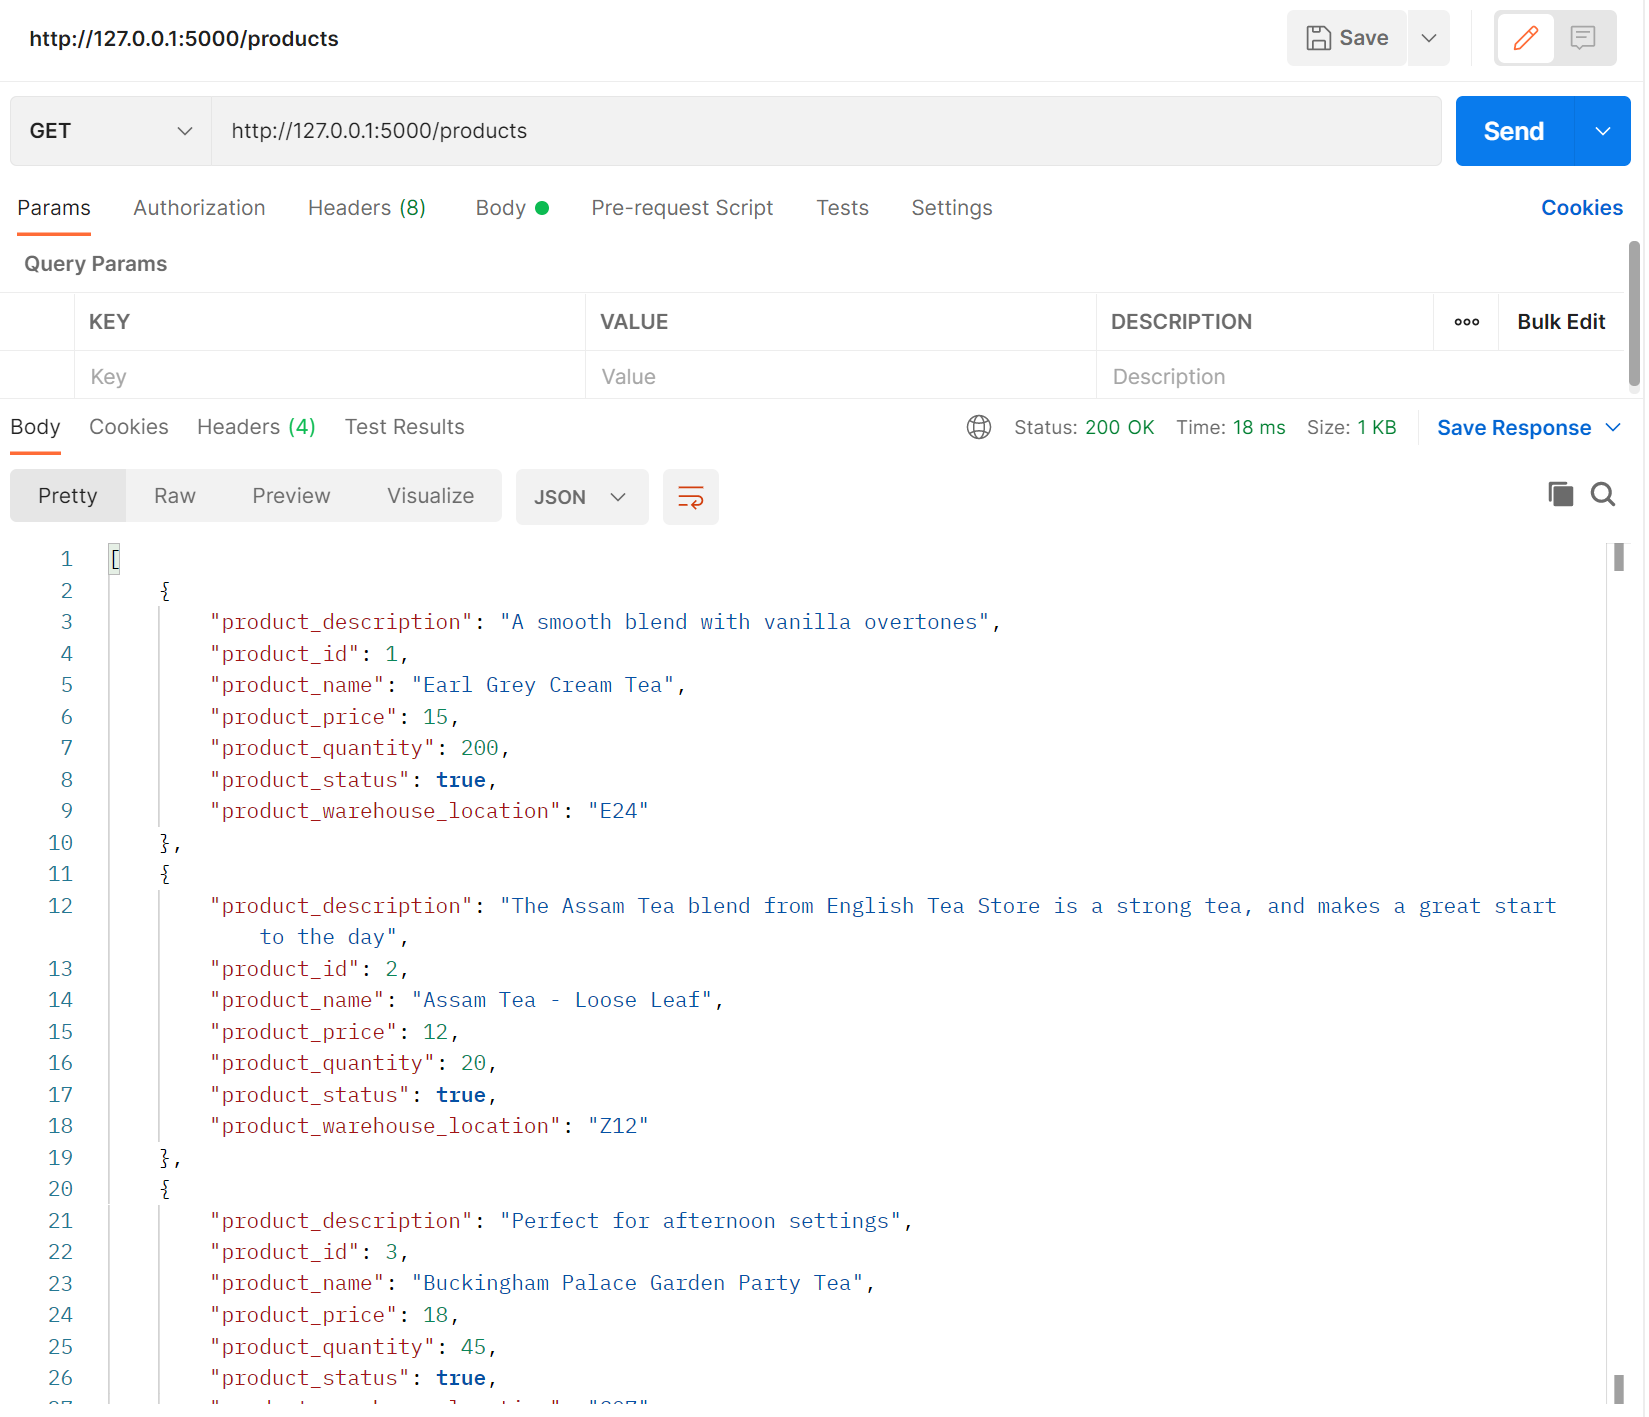 http://127.0.0.1:5000/products
Save
GET http://127.0.0.1:5000/products Send
Params Authorization Headers (8) Body Pre-request Script Tests Settings Cookies
Query Params
KEY VALUE DESCRIPTION ooo Bulk Edit
Key Value Description
Body Cookies Headers (4) Test Results Status: 200 OK Time: 18 ms Size: 1 KB Save Response
Pretty Raw Preview Visualize JSON
1 [
2 {
3 "product_description": "A smooth blend with vanilla overtones",
4 "product_id": 1,
5 "product_name": "Earl Grey Cream Tea",
6 "product_price": 15,
7 "product_quantity": 200,
8 "product_status": true,
9 "product_warehouse_location": "E24"
10 },
11 {
12 "product_description": "The Assam Tea blend from English Tea Store is a strong tea, and makes a great start
to the day",
13 "product_id": 2,
14 "product_name": "Assam Tea - Loose Leaf",
15 "product_price": 12,
16 "product_quantity": 20,
17 "product_status": true,
18 "product_warehouse_location": "Z12"
19 },
20 {
21 "product_description": "Perfect for afternoon settings",
22 "product_id": 3,
23 "product_name": "Buckingham Palace Garden Party Tea",
24 "product_price": 18,
25 "product_quantity": 45,
26 "product_status": true,